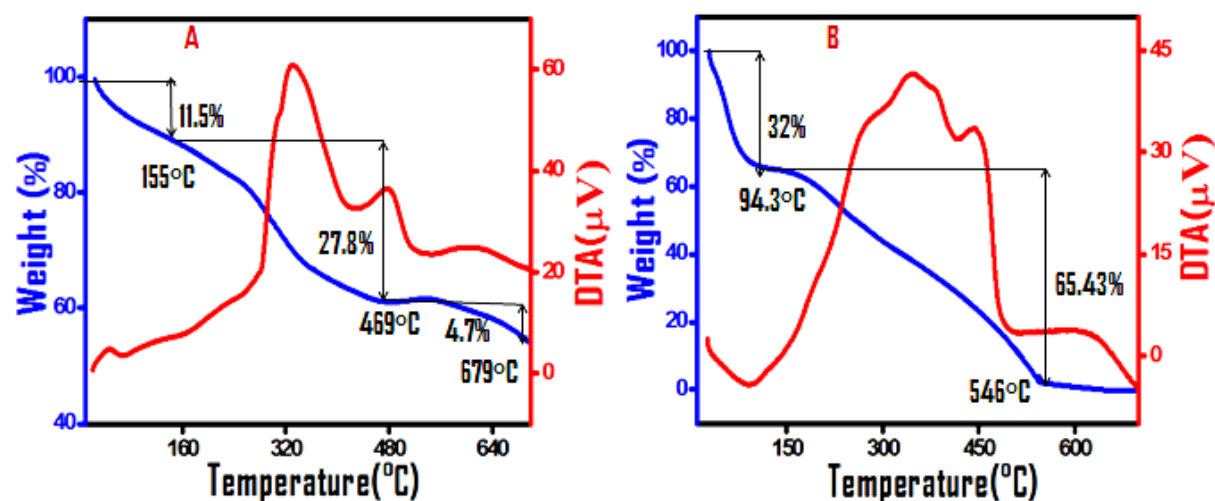 A
Weight (%)
100
80
60
40
11.5%
155°C
27.8%
469°C
4.7%
679°C
160
320
480
640
Temperature(°C)
60
40
20
0
DTA(μV)
B
Weight (%)
100
80
60
40
20
0
32%
94.3°C
65.43%
546°C
150
300
450
600
Temperature(°C)
45
30
15
0
DTA(μV)